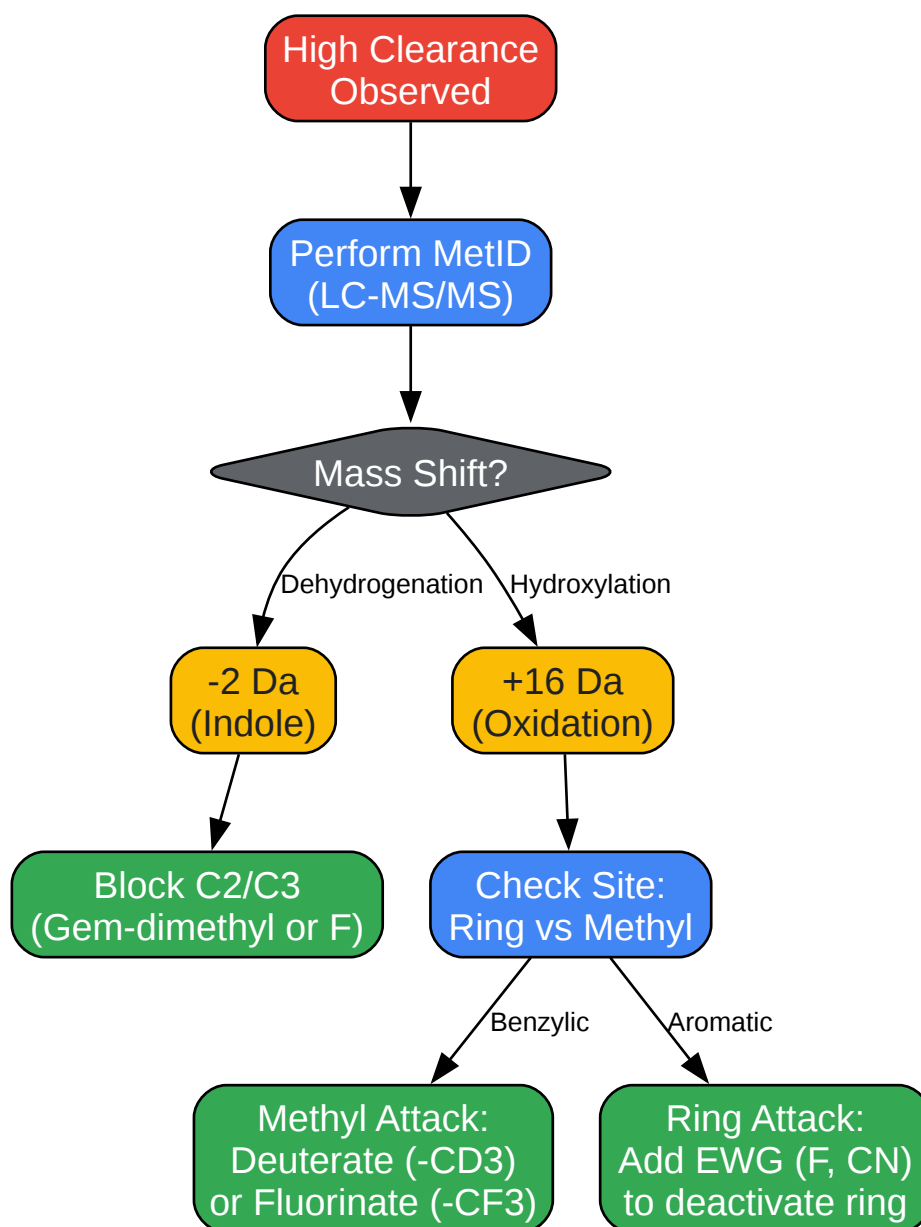 High Clearance
Observed
Perform MetID
(LC-MS/MS)
Mass Shift?
Dehydrogenation
Hydroxylation
-2 Da
(Indole)
+16 Da
(Oxidation)
Block C2/C3
(Gem-dimethyl or F)
Check Site:
Ring vs Methyl
Benzylic
Aromatic
Methyl Attack:
Deuterate (-CD3)
or Fluorinate (-CF3)
Ring Attack:
Add EWG (F, CN)
to deactivate ring